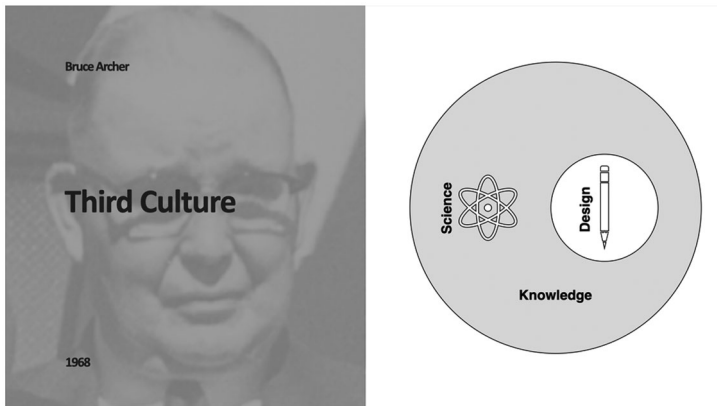 Bruce Archer
Third Culture
1968
Science
Design
Knowledge